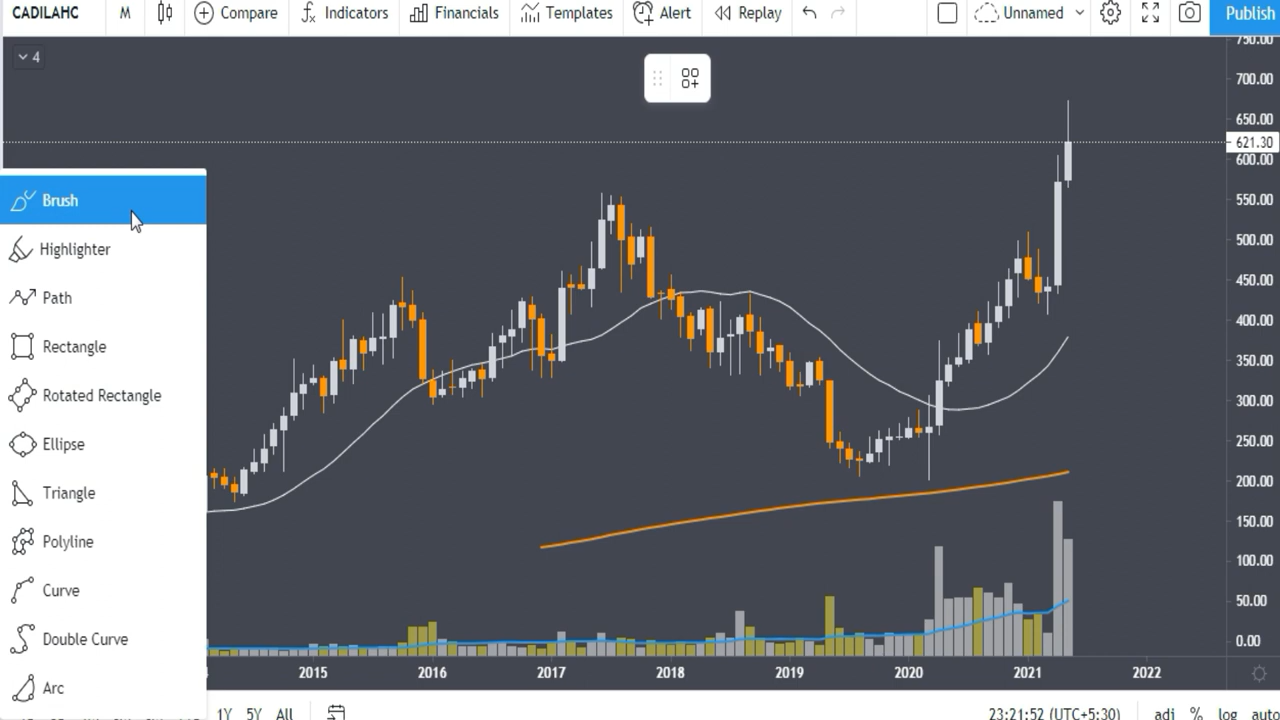 CADILAHC M Compare Indicators Financials Templates Alert Replay Unnamed Publish
4
750.00
700.00
650.00
621.30
600.00
550.00
500.00
450.00
400.00
350.00
300.00
250.00
200.00
150.00
100.00
50.00
0.00
Brush
Highlighter
Path
Rectangle
Rotated Rectangle
Ellipse
Triangle
Polyline
Curve
Double Curve
Arc
2015 2016 2017 2018 2019 2020 2021 2022
1Y 5Y All 23:21:52 (UTC+5:30) adj % log auto